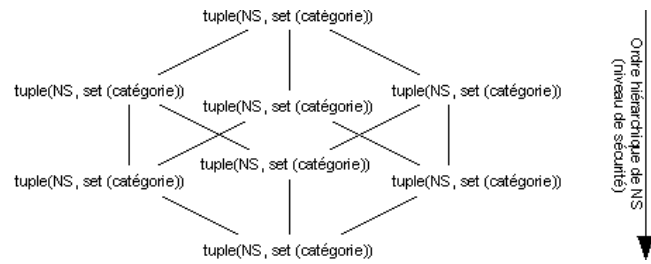 tuple(NS, set (catégorie))
tuple(NS, set (catégorie))
tuple(NS, set (catégorie))
tuple(NS, set (catégorie))
tuple(NS, set (catégorie))
tuple(NS, set (catégorie))
tuple(NS, set (catégorie))
tuple(NS, set (catégorie))
Ordre hiérarchique de NS
(niveau de sécurité)